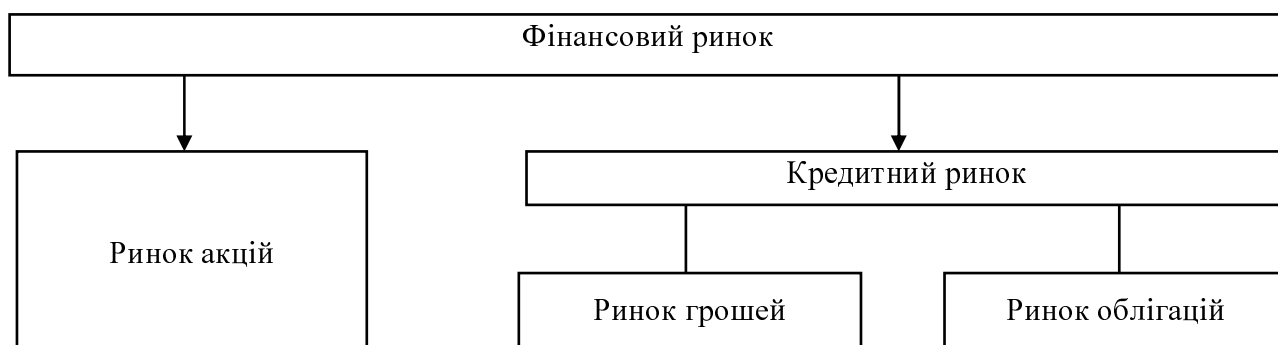 Фінансовий ринок
Кредитний ринок
Ринок акцій
Ринок грошей
Ринок облігацій